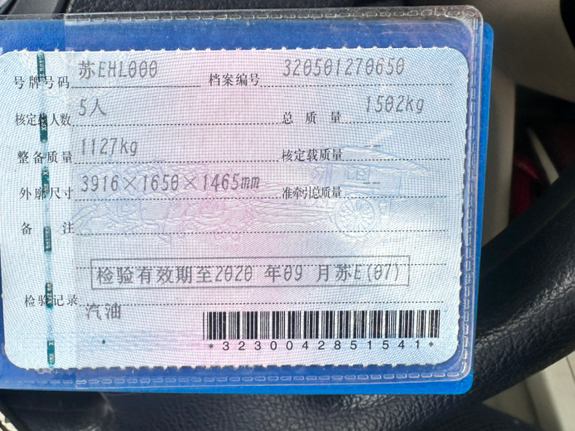 号牌号码 苏EHL000 档案编号 320501270650
核定载人数 5人 总质量 1502kg
整备质量 1127kg 核定载质量
外廓尺寸 3916×1650×1465mm 准牵引总质量 --
备注
检验有效期至2020 年09 月苏E(07)
检验记录
汽油
*3230042851541*